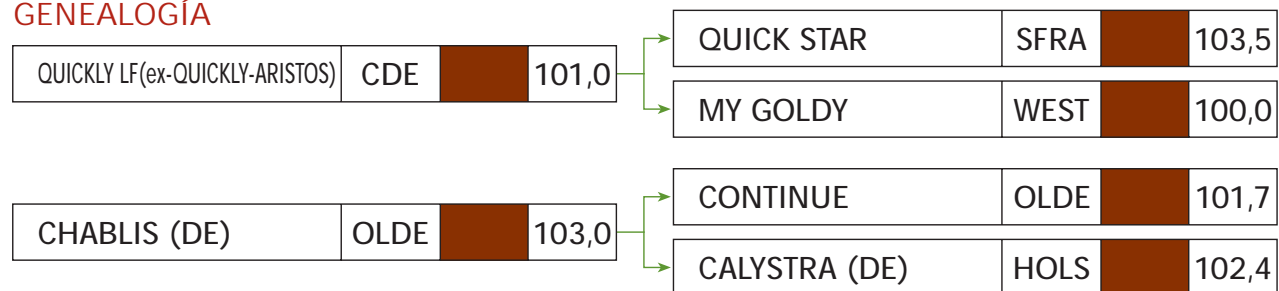 GENEALOGÍA
QUICKLY LF(ex-QUICKLY-ARISTOS) CDE 101,0
QUICK STAR SFRA 103,5
MY GOLDY WEST 100,0
CHABLIS (DE) OLDE 103,0
CONTINUE OLDE 101,7
CALYSTRA (DE) HOLS 102,4